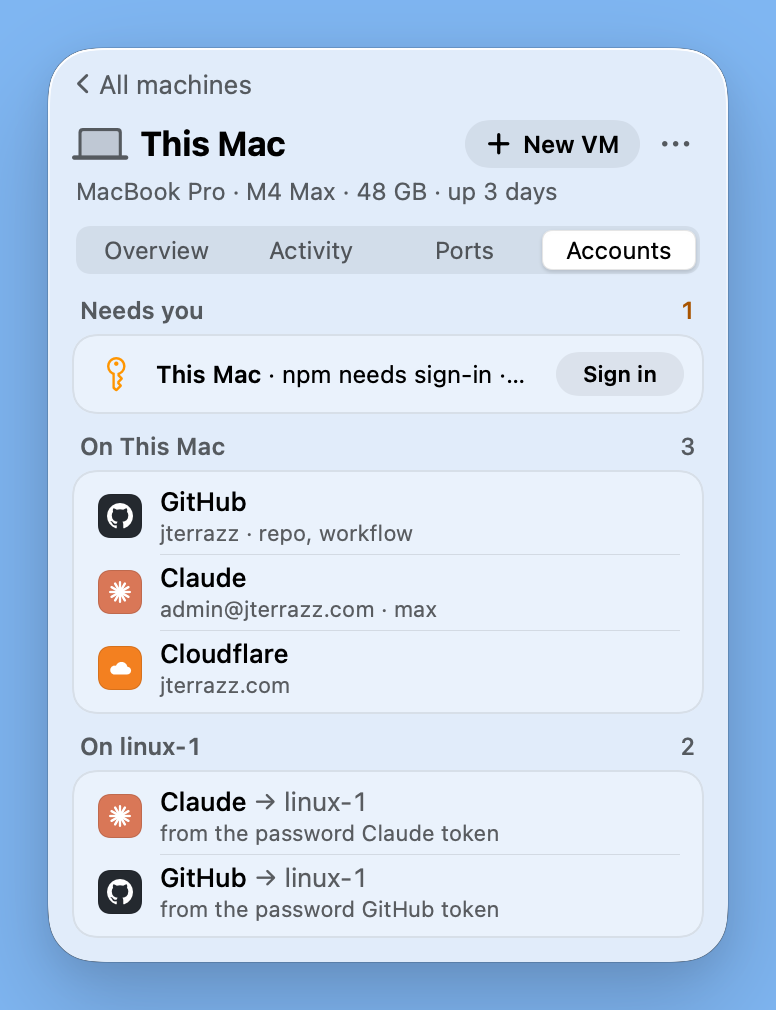 All machines
This Mac
New VM
MacBook Pro · M4 Max · 48 GB · up 3 days
Overview Activity Ports Accounts
Needs you 1
This Mac · npm needs sign-in ·... Sign in
On This Mac 3
GitHub
jterrazz · repo, workflow
Claude
admin@jterrazz.com · max
Cloudflare
jterrazz.com
On linux-1 2
Claude → linux-1
from the password Claude token
GitHub → linux-1
from the password GitHub token